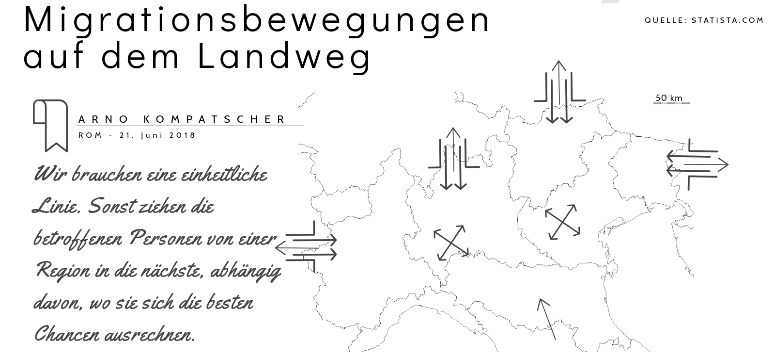 Migrationsbewegungen
auf dem Landweg
QUELLE: STATISTA.COM
50 km
ARNO KOMPATSCHER
ROM - 21. Juni 2018
Wir brauchen eine einheitliche
Linie. Sonst ziehen die
betroffenen Personen von einer
Region in die nächste, abhängig
davon, wo sie sich die besten
Chancen ausrechnen.